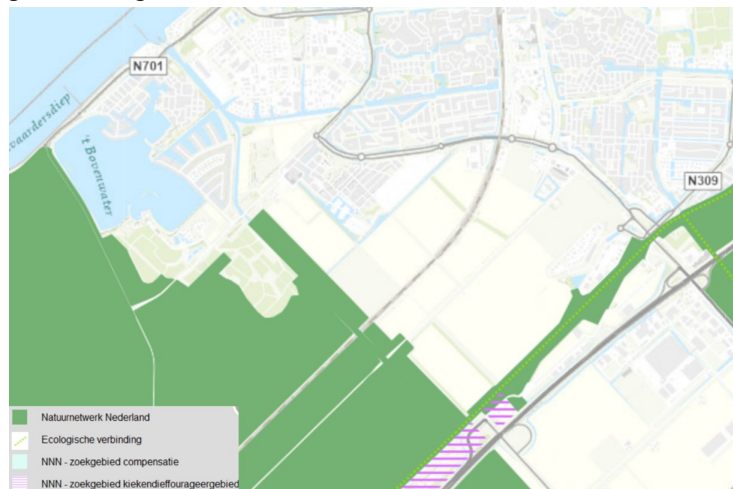 N701
vaardersdiep
't Bovenwater
N309
Natuurnetwerk Nederland
Ecologische verbinding
NNN - zoekgebied compensatie
NNN - zoekgebied kiekendieffourageergebied